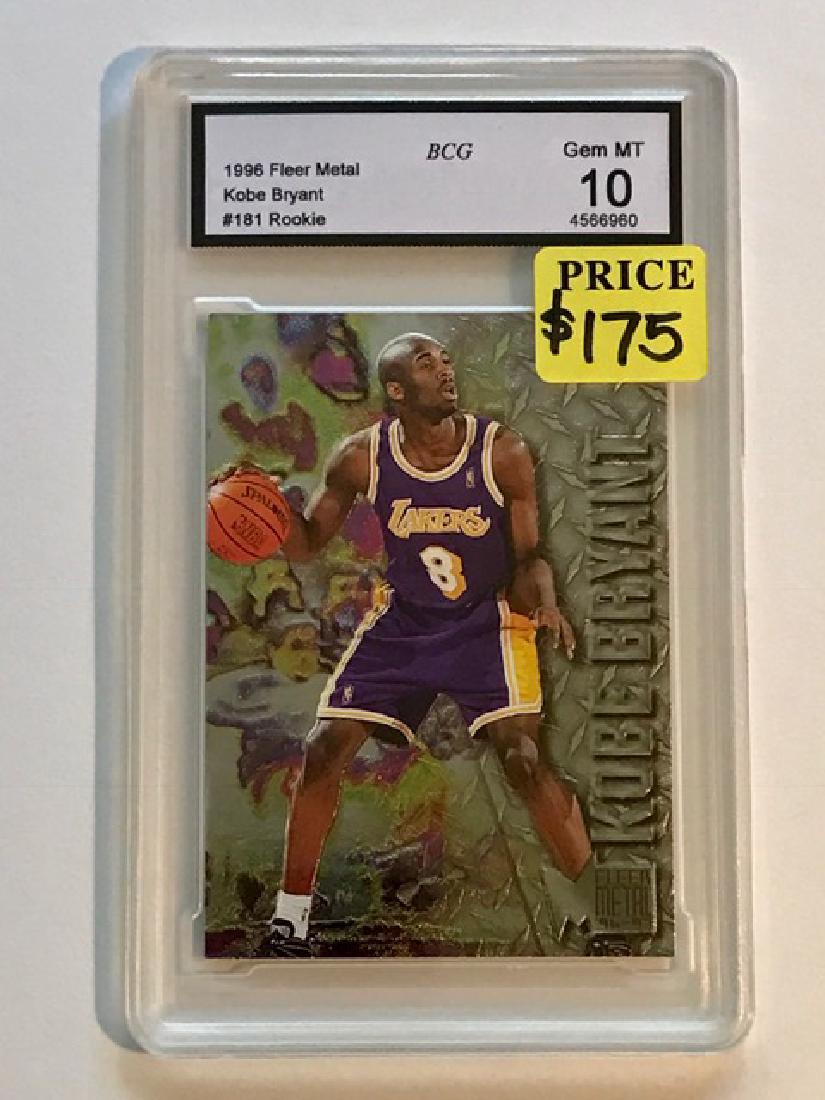 1996 Fleer Metal
Kobe Bryant
#181 Rookie
BCG
Gem MT
10
4566960
PRICE
$175
SPALDING
LAKERS
8
KOBE BRYANT
FLEER
METAL